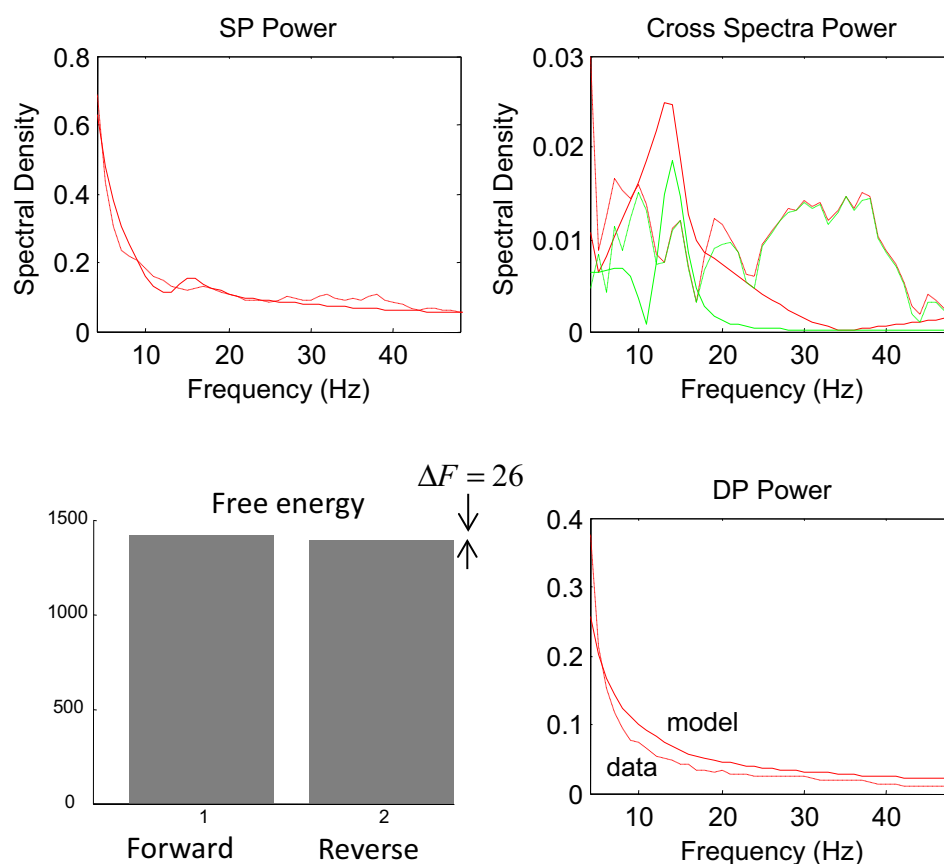 SP Power
0.8
0.6
0.4
0.2
0
Spectral Density
10 20 30 40
Frequency (Hz)
Cross Spectra Power
0.03
0.02
0.01
0
Spectral Density
10 20 30 40
Frequency (Hz)
ΔF = 26
Free energy
1500
1000
500
0
1 2
Forward Reverse
DP Power
0.4
0.3
0.2
0.1
0
model
data
10 20 30 40
Frequency (Hz)